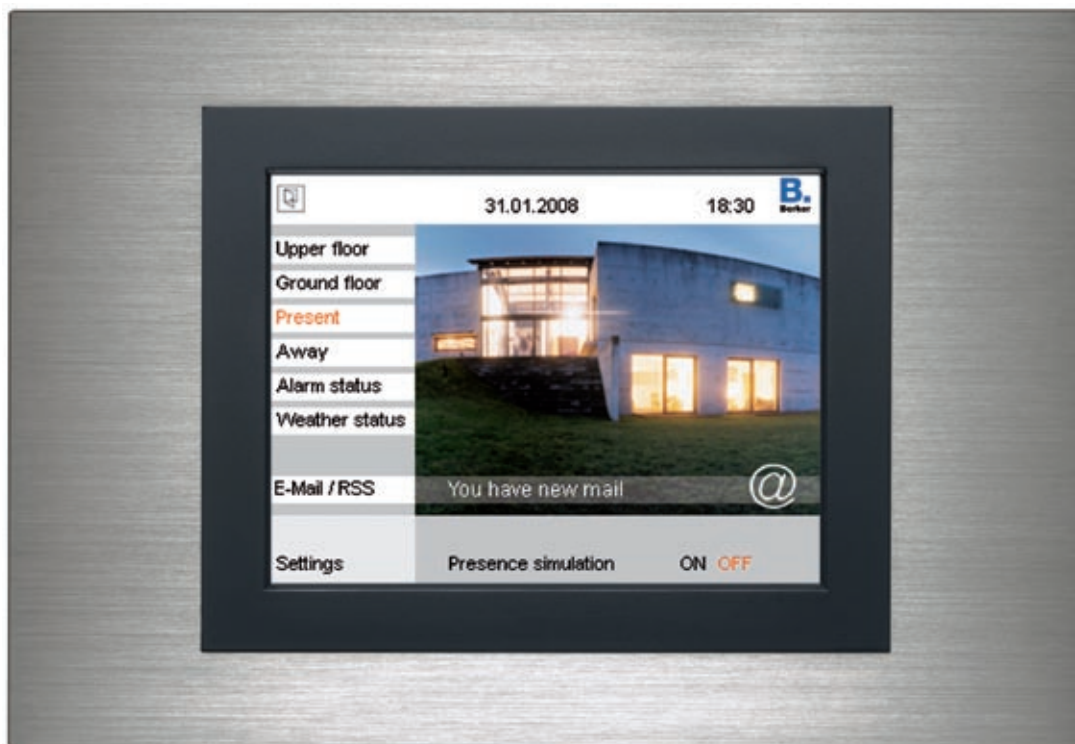 31.01.2008 18:30 B.
Berker
Upper floor
Ground floor
Present
Away
Alarm status
Weather status
E-Mail / RSS You have new mail @
Settings Presence simulation ON OFF